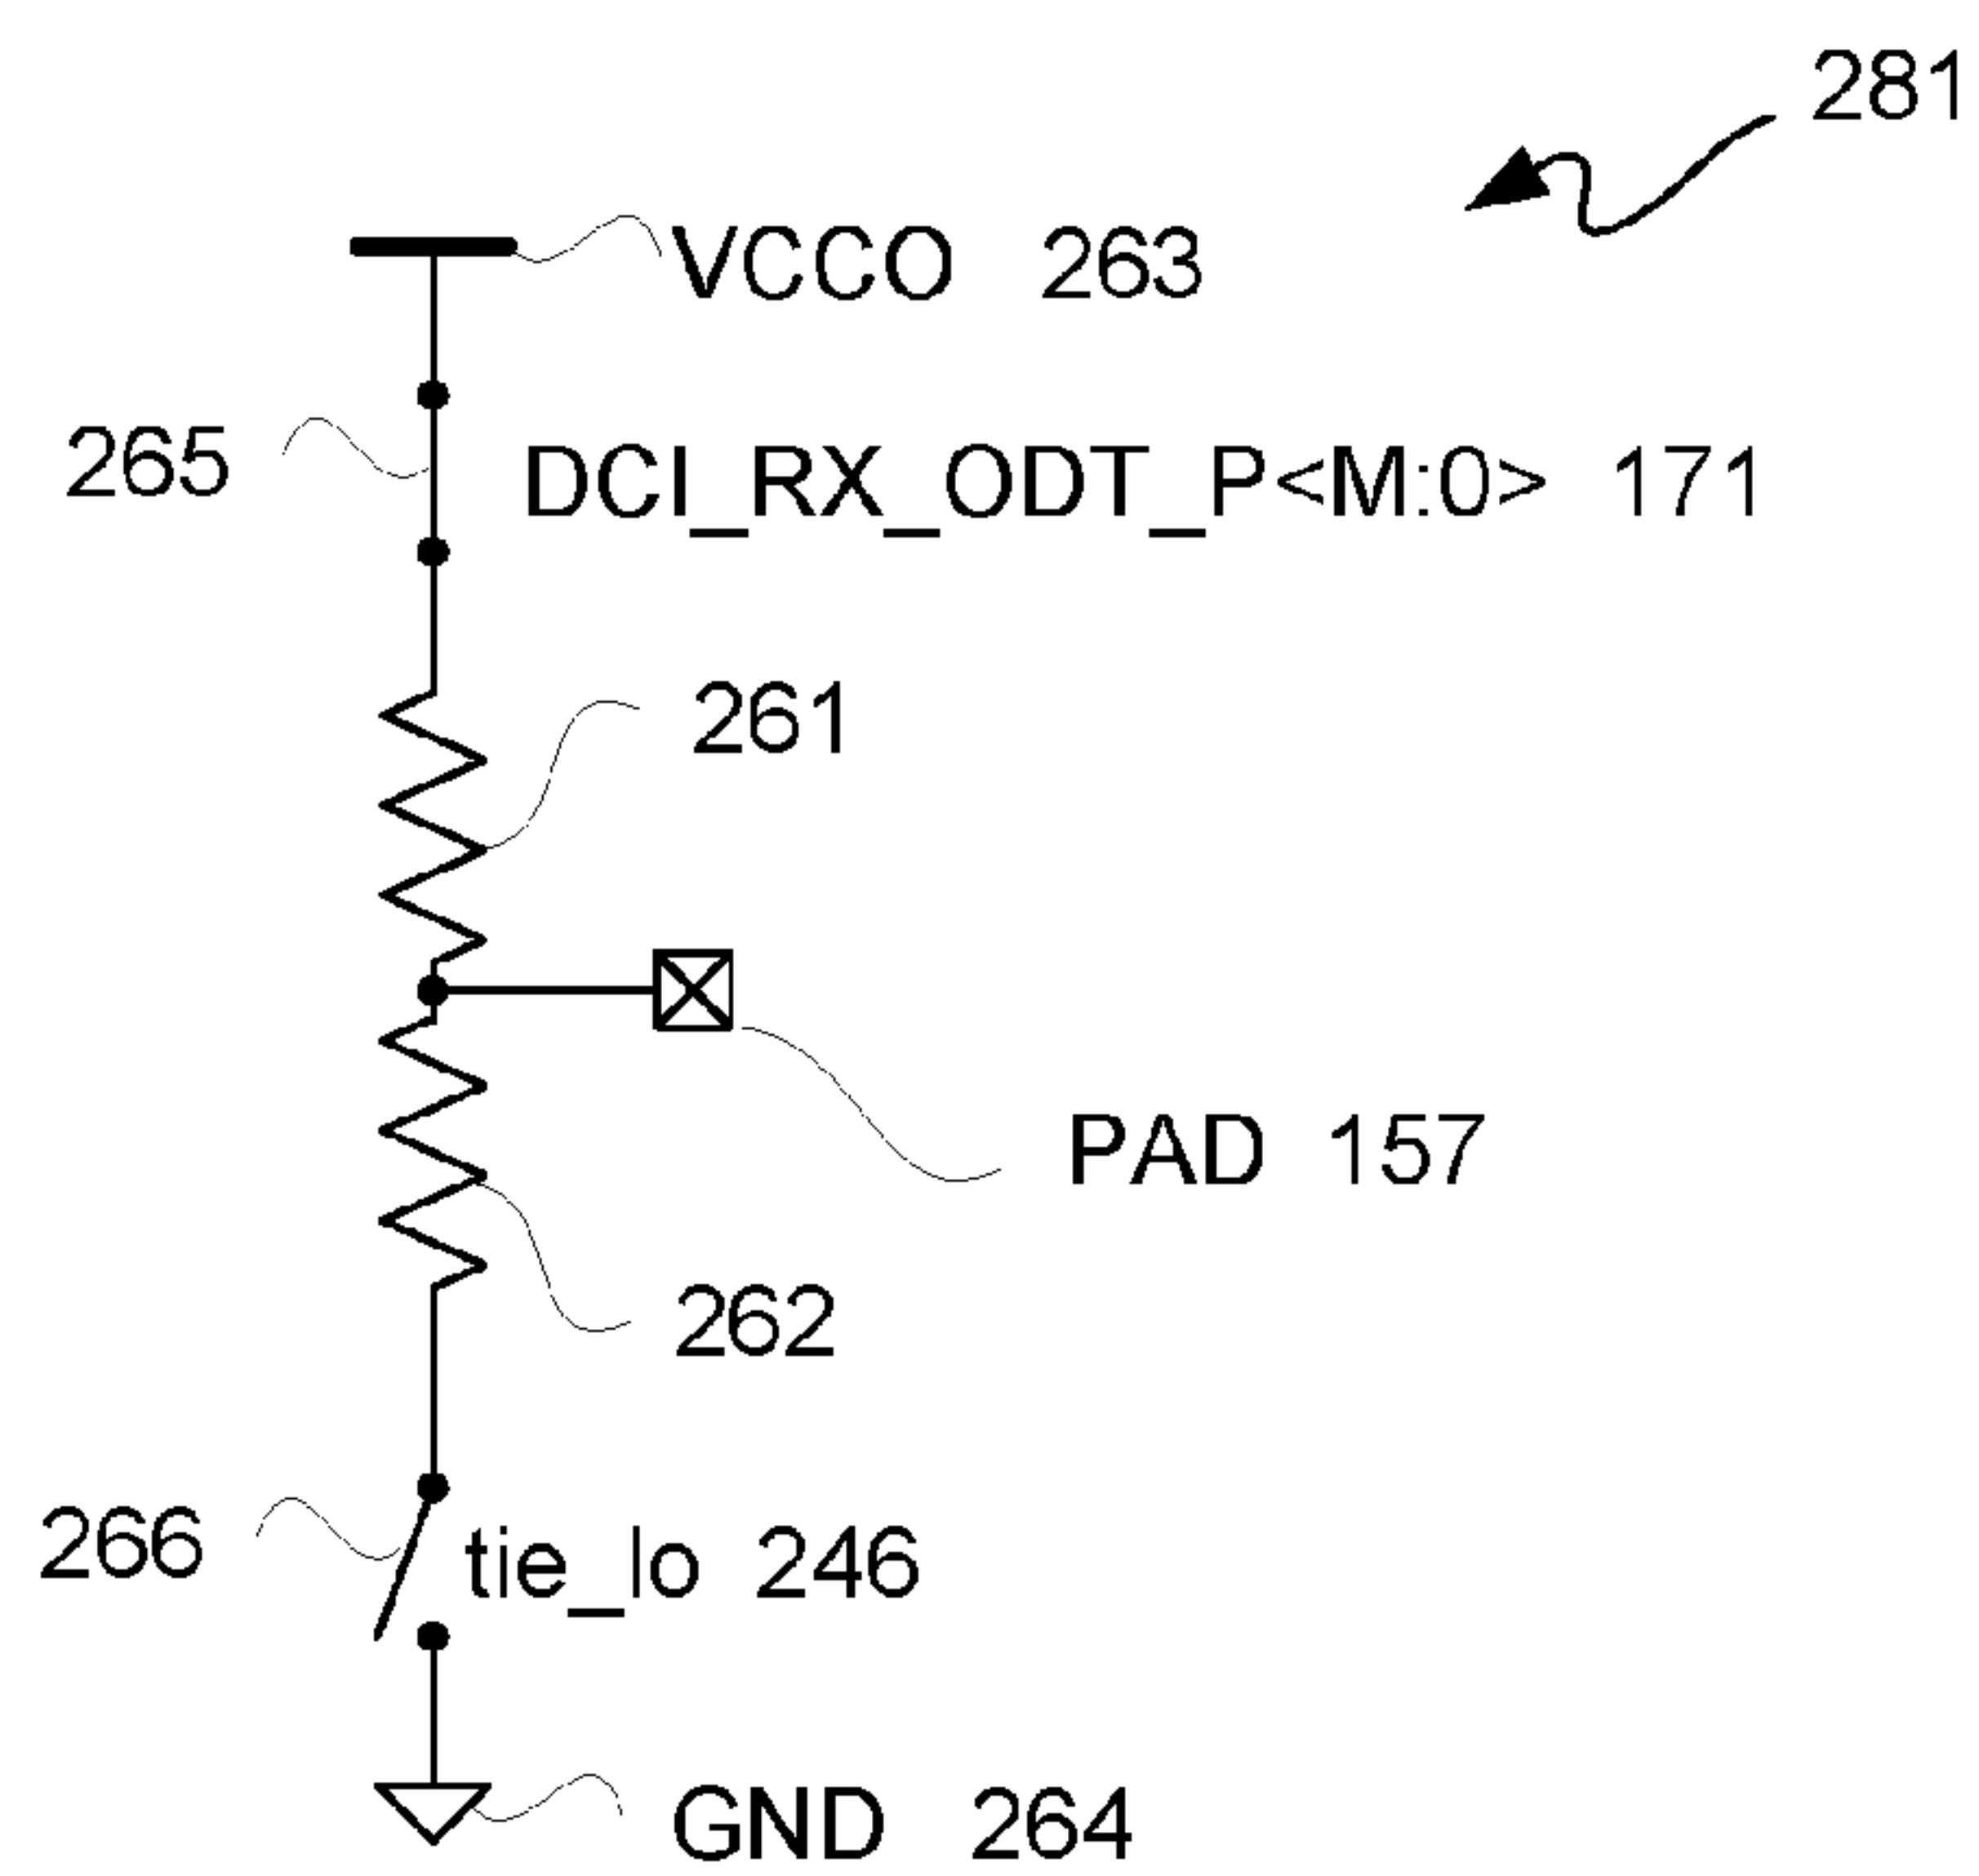 281
VCCO 263
265
DCI_RX_ODT_P<M:0> 171
261
PAD 157
262
266
tie_lo 246
GND 264